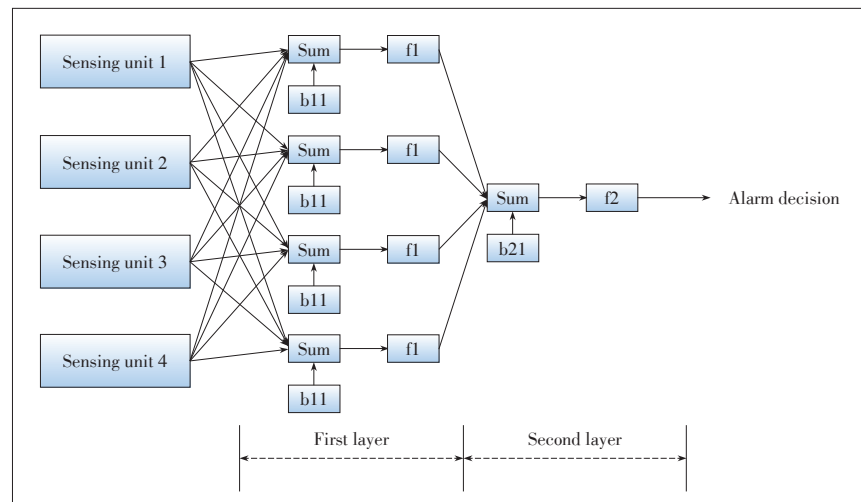 Sensing unit 1
Sum
f1
b11
Sensing unit 2
Sum
f1
b11
Sum
f2
Alarm decision
b21
Sensing unit 3
Sum
f1
b11
Sensing unit 4
Sum
f1
b11
First layer
Second layer